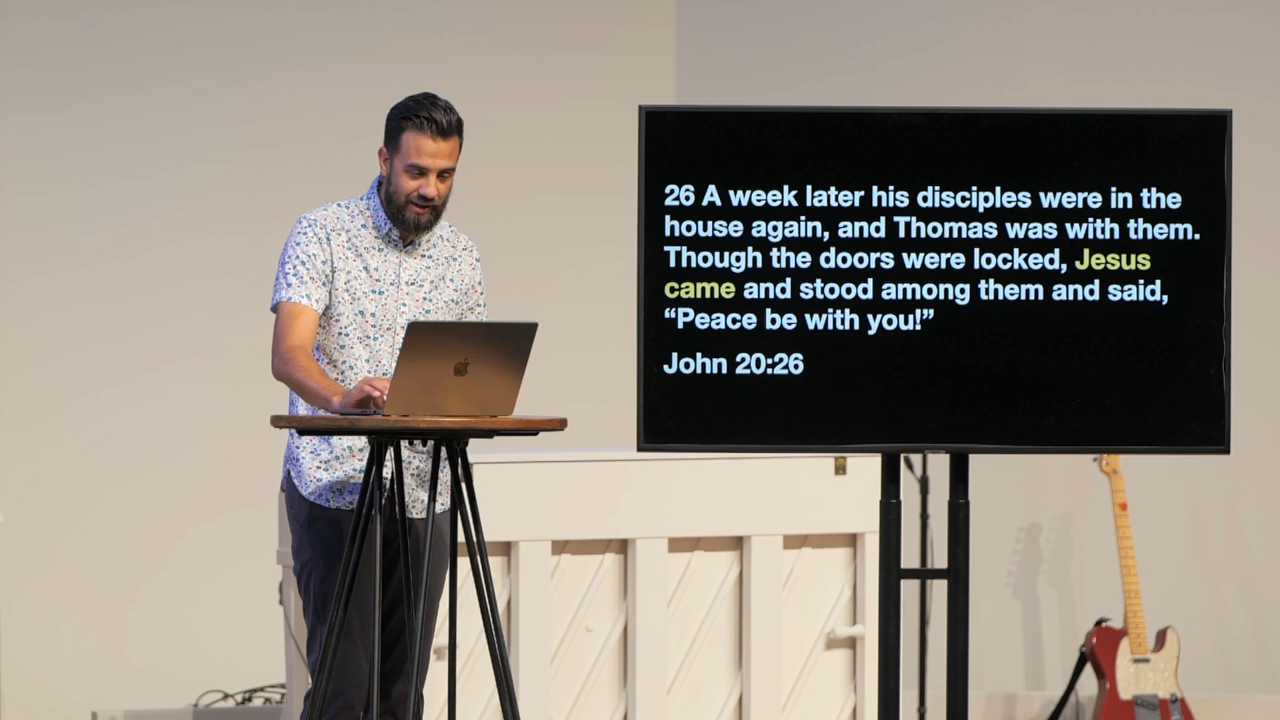 26 A week later his disciples were in the
house again, and Thomas was with them.
Though the doors were locked, Jesus
came and stood among them and said,
“Peace be with you!”
John 20:26